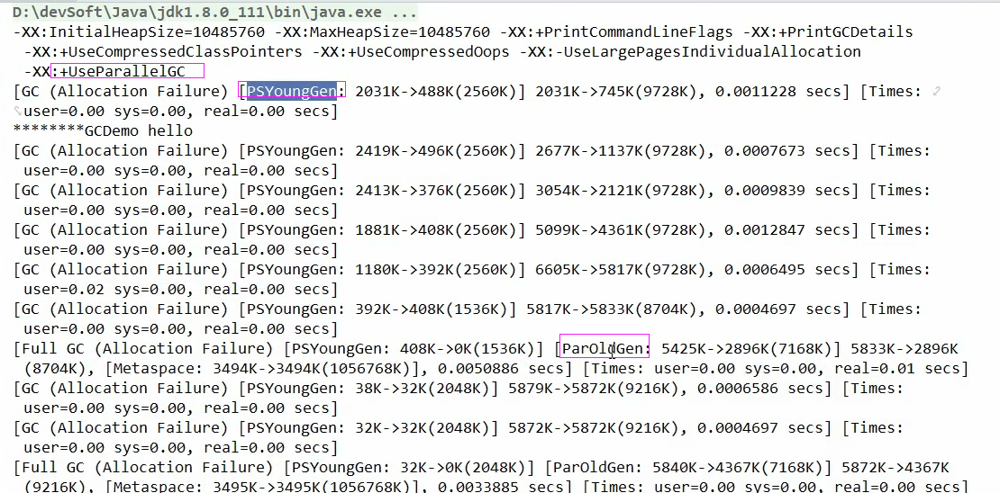 D:\devSoft\Java\jdk1.8.0_111\bin\java.exe ...
-XX:InitialHeapSize=10485760 -XX:MaxHeapSize=10485760 -XX:+PrintCommandLineFlags -XX:+PrintGCDetails
-XX:+UseCompressedClassPointers -XX:+UseCompressedOops -XX:-UseLargePagesIndividualAllocation
-XX:+UseParallelGC
[GC (Allocation Failure) [PSYoungGen: 2031K->488K(2560K)] 2031K->745K(9728K), 0.0011228 secs] [Times:
user=0.00 sys=0.00, real=0.00 secs]
********GCDemo hello
[GC (Allocation Failure) [PSYoungGen: 2419K->496K(2560K)] 2677K->1137K(9728K), 0.0007673 secs] [Times:
user=0.00 sys=0.00, real=0.00 secs]
[GC (Allocation Failure) [PSYoungGen: 2413K->376K(2560K)] 3054K->2121K(9728K), 0.0009839 secs] [Times:
user=0.00 sys=0.00, real=0.00 secs]
[GC (Allocation Failure) [PSYoungGen: 1881K->408K(2560K)] 5099K->4361K(9728K), 0.0012847 secs] [Times:
user=0.00 sys=0.00, real=0.00 secs]
[GC (Allocation Failure) [PSYoungGen: 1180K->392K(2560K)] 6605K->5817K(9728K), 0.0006495 secs] [Times:
user=0.02 sys=0.00, real=0.00 secs]
[GC (Allocation Failure) [PSYoungGen: 392K->408K(1536K)] 5817K->5833K(8704K), 0.0004697 secs] [Times:
user=0.00 sys=0.00, real=0.00 secs]
[Full GC (Allocation Failure) [PSYoungGen: 408K->0K(1536K)] [ParOldGen: 5425K->2896K(7168K)] 5833K->2896K
(8704K), [Metaspace: 3494K->3494K(1056768K)], 0.0050886 secs] [Times: user=0.00 sys=0.00, real=0.01 secs]
[GC (Allocation Failure) [PSYoungGen: 38K->32K(2048K)] 5879K->5872K(9216K), 0.0006586 secs] [Times:
user=0.00 sys=0.00, real=0.00 secs]
[GC (Allocation Failure) [PSYoungGen: 32K->32K(2048K)] 5872K->5872K(9216K), 0.0004697 secs] [Times:
user=0.00 sys=0.00, real=0.00 secs]
[Full GC (Allocation Failure) [PSYoungGen: 32K->0K(2048K)] [ParOldGen: 5840K->4367K(7168K)] 5872K->4367K
(9216K), [Metaspace: 3495K->3495K(1056768K)], 0.0033885 secs] [Times: user=0.00 sys=0.00, real=0.00 secs]